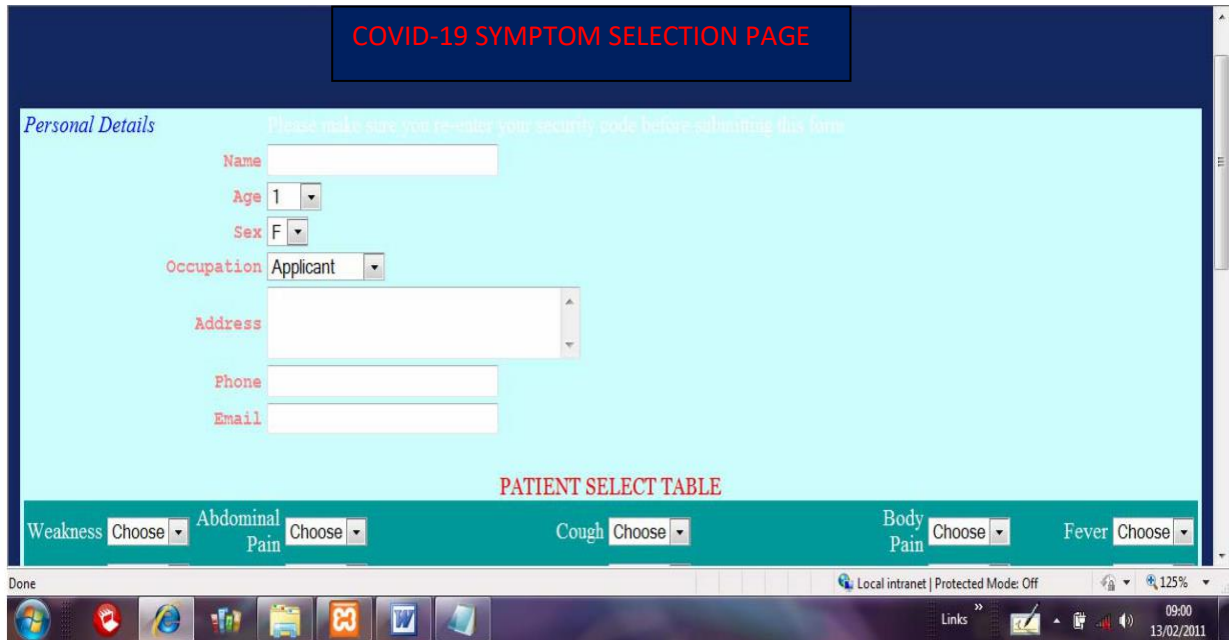 COVID-19 SYMPTOM SELECTION PAGE
Personal Details Please make sure you re-enter your security code before submitting this form
Name
Age 1
Sex F
Occupation Applicant
Address
Phone
Email
PATIENT SELECT TABLE
Weakness Choose Abdominal Pain Choose Cough Choose Body Pain Choose Fever Choose
Done Local intranet | Protected Mode: Off 125%
Links » 09:00
13/02/2011